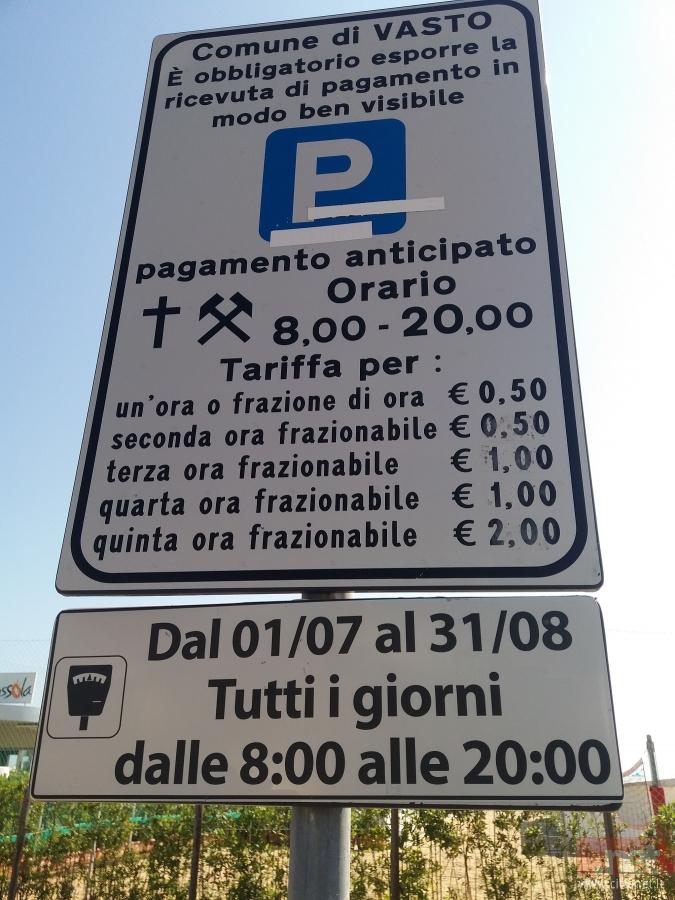 Comune di VASTO
È obbligatorio esporre la
ricevuta di pagamento in
modo ben visibile
P
pagamento anticipato
Orario
8,00 - 20,00
Tariffa per :
un'ora o frazione di ora € 0,50
seconda ora frazionabile € 0,50
terza ora frazionabile € 1,00
quarta ora frazionabile € 1,00
quinta ora frazionabile € 2,00
Dal 01/07 al 31/08
Tutti i giorni
dalle 8:00 alle 20:00